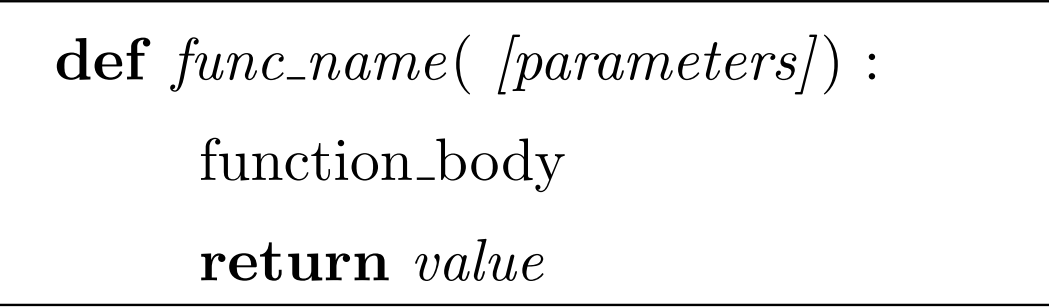 def func_name( [parameters]) :
function_body
return value